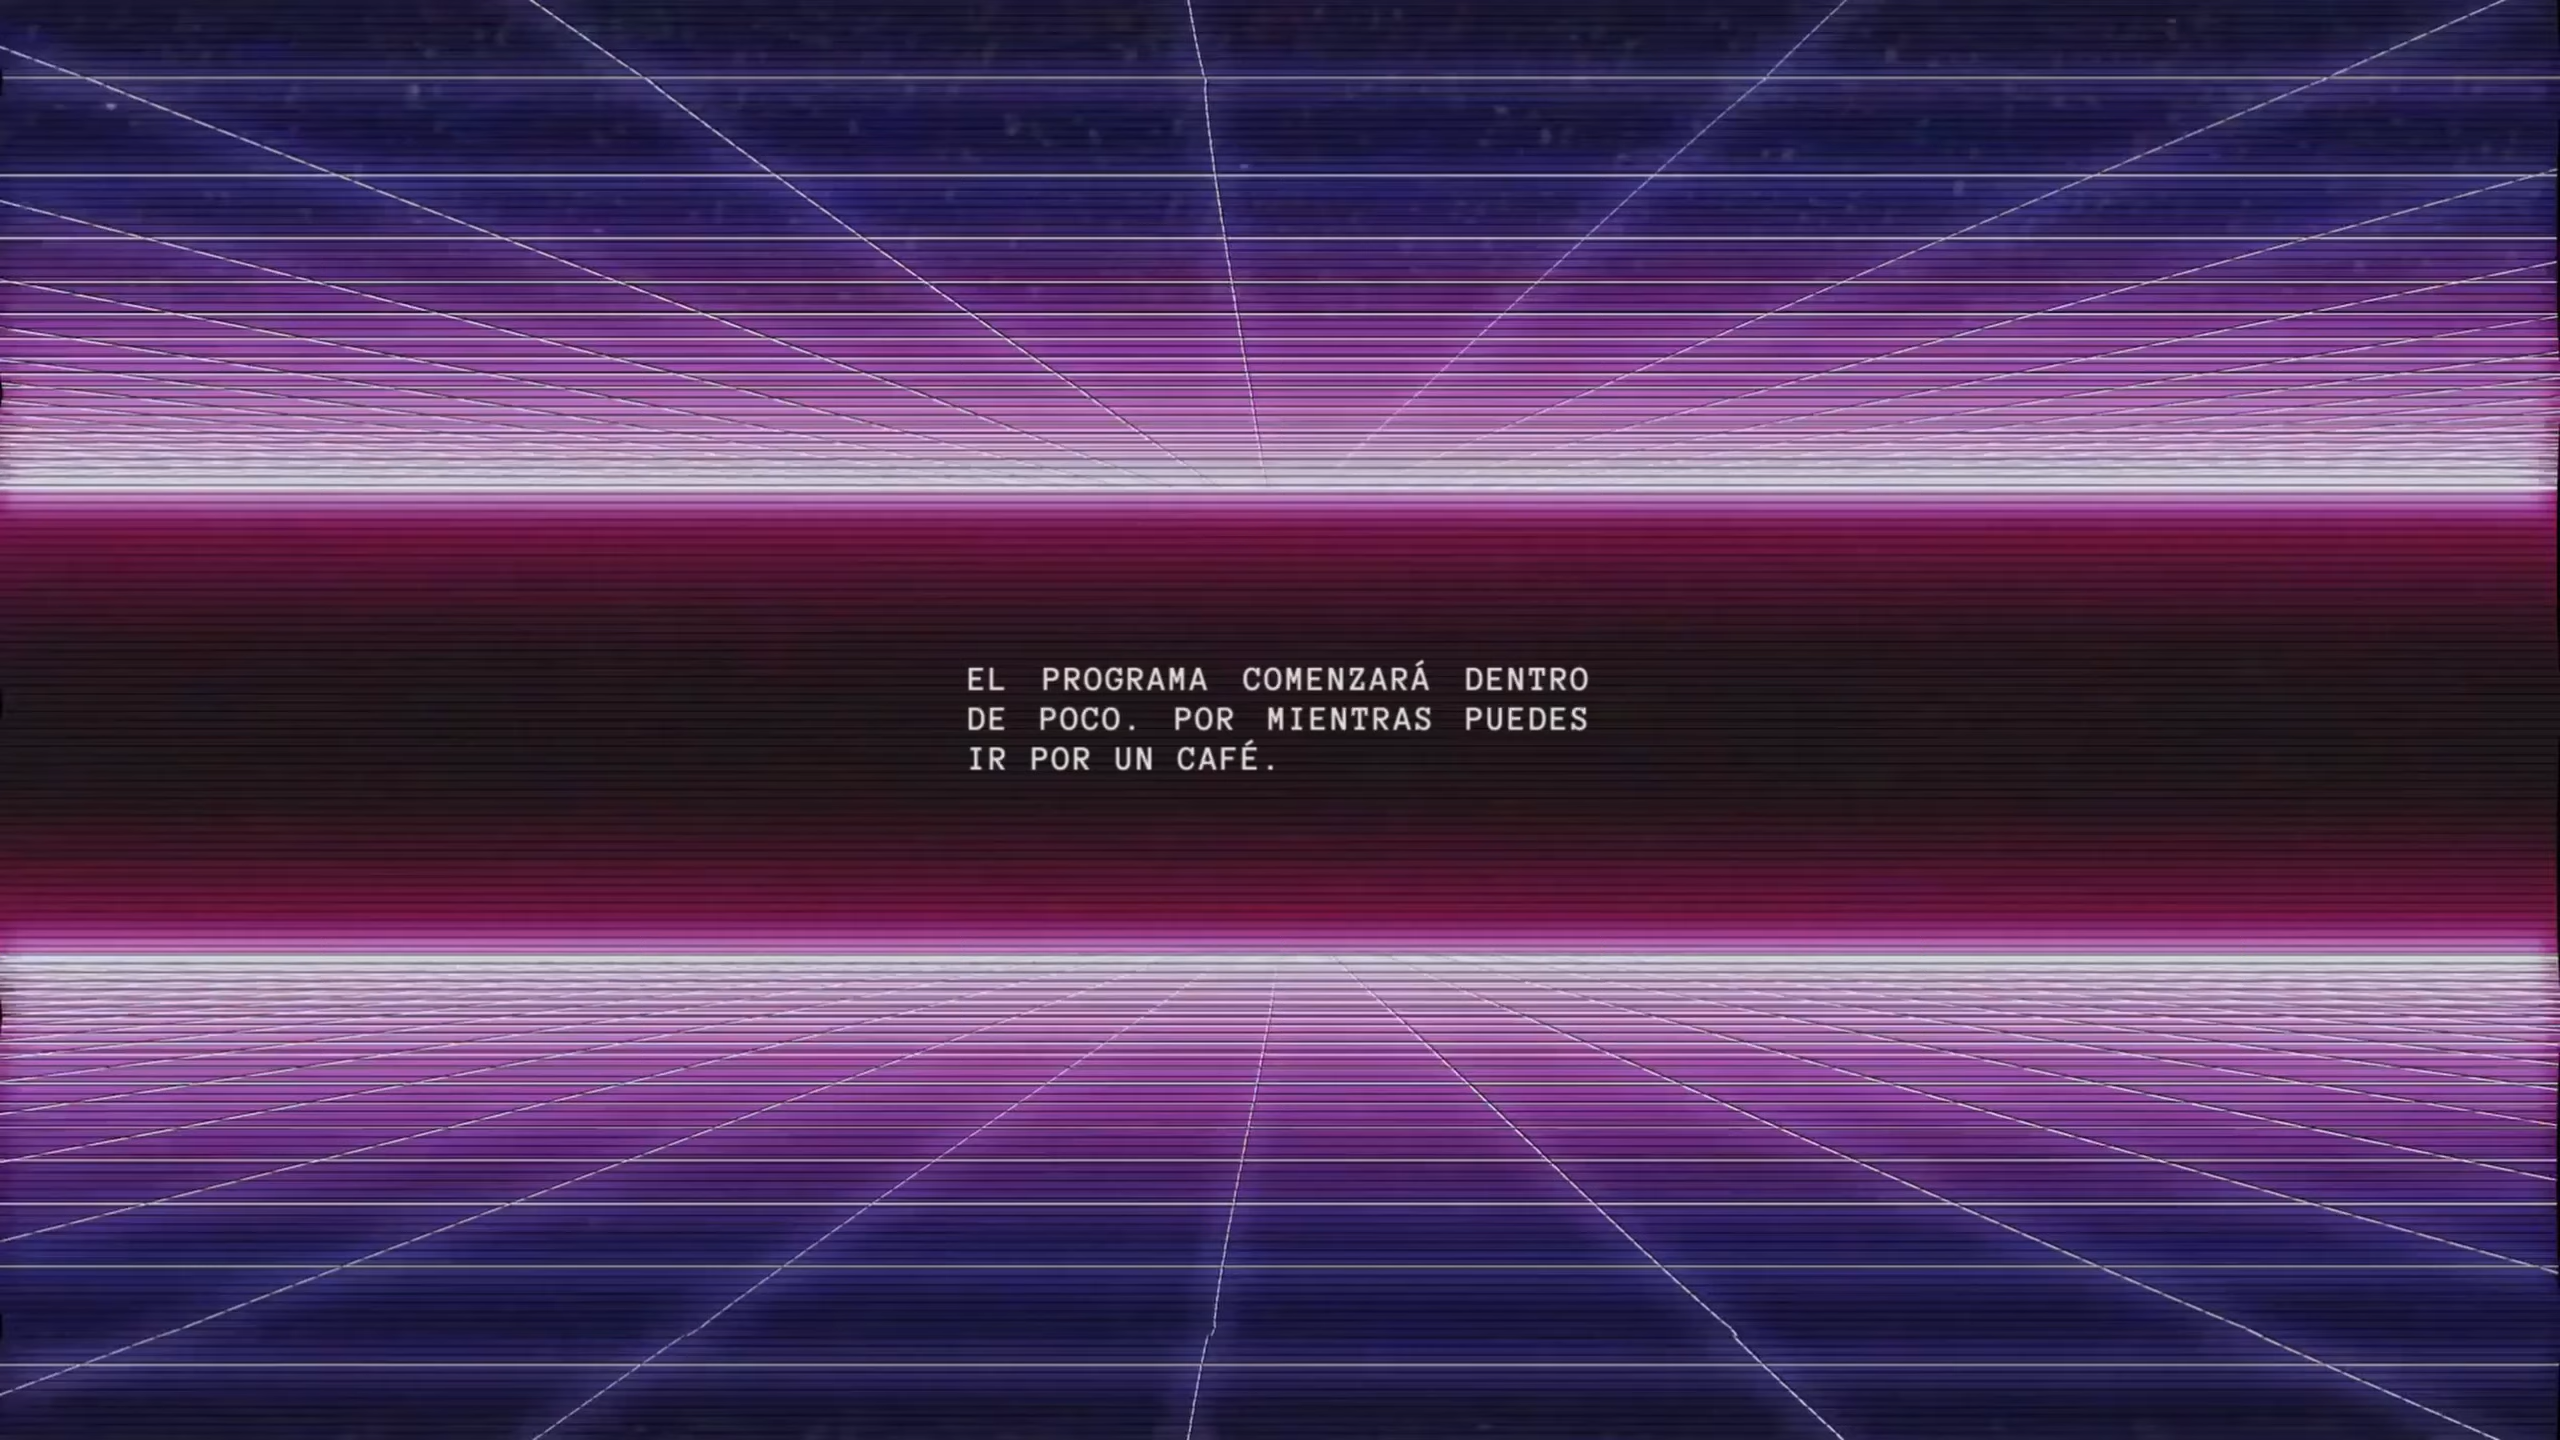 EL PROGRAMA COMENZARÁ DENTRO
DE POCO. POR MIENTRAS PUEDES
IR POR UN CAFÉ.